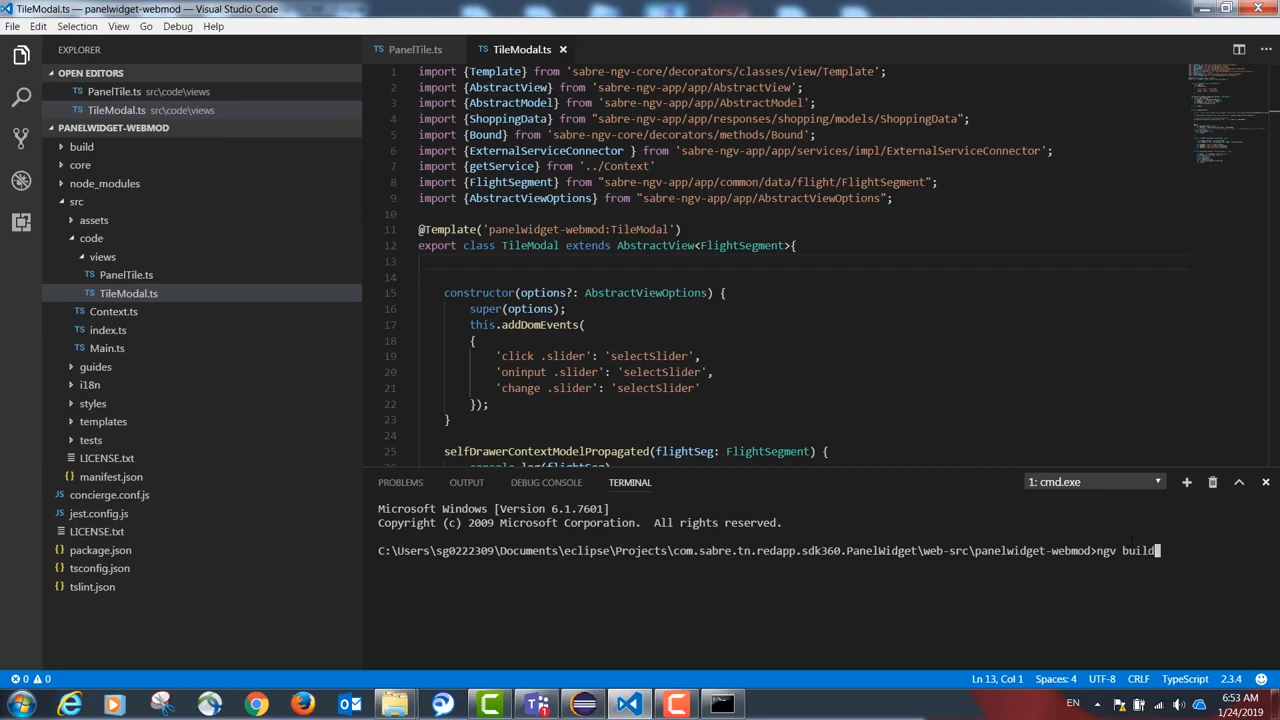 TileModal.ts - panelwidget-webmod - Visual Studio Code
File Edit Selection View Go Debug Help
EXPLORER
OPEN EDITORS
PanelTile.ts src\code\views
TileModal.ts src\code\views
PANELWIDGET-WEBMOD
build
core
node_modules
src
assets
code
views
PanelTile.ts
TileModal.ts
Context.ts
index.ts
Main.ts
guides
i18n
styles
templates
tests
LICENSE.txt
manifest.json
concierge.conf.js
jest.config.js
LICENSE.txt
package.json
tsconfig.json
tslint.json
PanelTile.ts TileModal.ts
1 import {Template} from 'sabre-ngv-core/decorators/classes/view/Template';
2 import {AbstractView} from 'sabre-ngv-app/app/AbstractView';
3 import {AbstractModel} from 'sabre-ngv-app/app/AbstractModel';
4 import {ShoppingData} from "sabre-ngv-app/app/responses/shopping/models/ShoppingData";
5 import {Bound} from 'sabre-ngv-core/decorators/methods/Bound';
6 import {ExternalServiceConnector } from 'sabre-ngv-app/app/services/impl/ExternalServiceConnector';
7 import {getService} from '../Context'
8 import {FlightSegment} from "sabre-ngv-app/app/common/data/flight/FlightSegment";
9 import {AbstractViewOptions} from "sabre-ngv-app/app/AbstractViewOptions";
10
11 @Template('panelwidget-webmod:TileModal')
12 export class TileModal extends AbstractView<FlightSegment>{
13
14
15 constructor(options?: AbstractViewOptions) {
16 super(options);
17 this.addDomEvents(
18 {
19 'click .slider': 'selectSlider',
20 'oninput .slider': 'selectSlider',
21 'change .slider': 'selectSlider'
22 });
23 }
24
25 selfDrawerContextModelPropagated(flightSeg: FlightSegment) {
26 console.log(flightSeg)
PROBLEMS OUTPUT DEBUG CONSOLE TERMINAL
1: cmd.exe
Microsoft Windows [Version 6.1.7601]
Copyright (c) 2009 Microsoft Corporation. All rights reserved.
C:\Users\sg0222309\Documents\eclipse\Projects\com.sabre.tn.redapp.sdk360.PanelWidget\web-src\panelwidget-webmod>ngv build
0 0
Ln 13, Col 1 Spaces: 4 UTF-8 CRLF TypeScript 2.3.4
EN
6:53 AM
1/24/2019